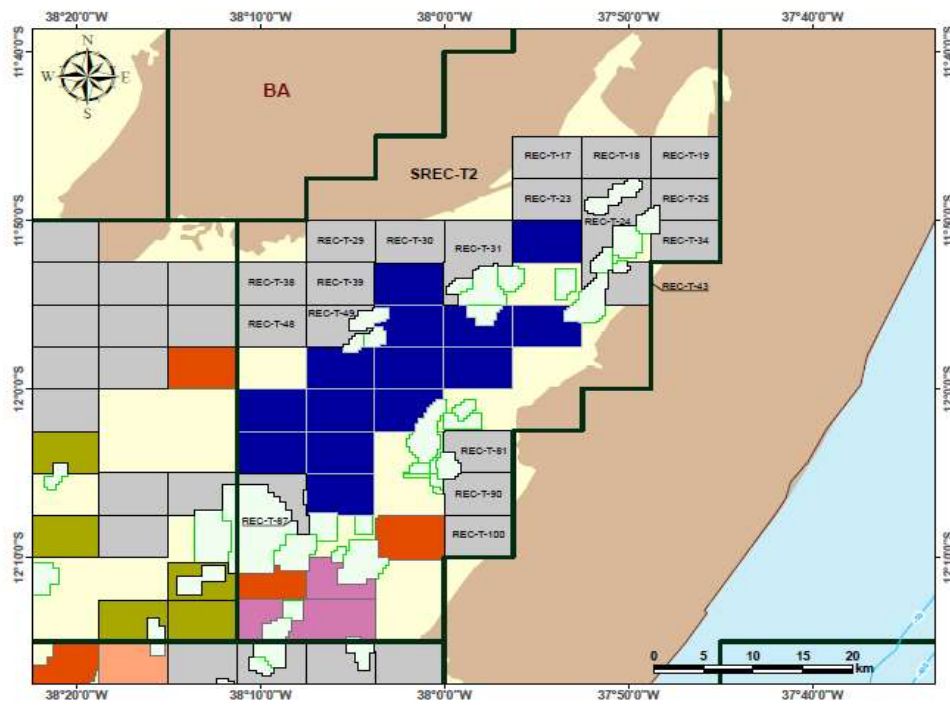 38°20'0"W 38°10'0"W 38°0'0"W 37°50'0"W 37°40'0"W
11°40'0"S
11°40'0"S
N
W E
S
BA
SREC-T2
REC-T-17 REC-T-18 REC-T-19
REC-T-23 REC-T-24 REC-T-25
11°50'0"S
11°50'0"S
REC-T-29 REC-T-30 REC-T-31 REC-T-34
REC-T-38 REC-T-39 REC-T-43
REC-T-48 REC-T-49
12°0'0"S
12°0'0"S
REC-T-81
REC-T-90
REC-T-87 REC-T-100
12°10'0"S
12°10'0"S
-50
0 5 10 15 20
km
38°20'0"W 38°10'0"W 38°0'0"W 37°50'0"W 37°40'0"W